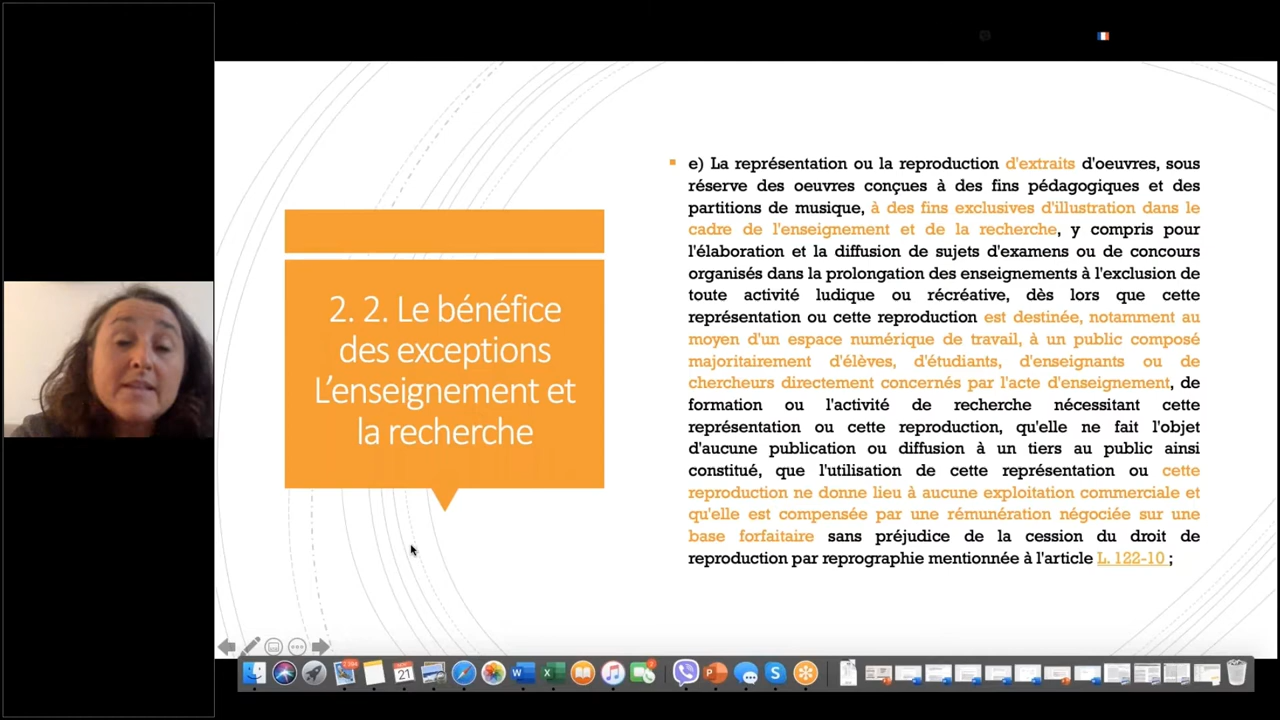 2. 2. Le bénéfice
des exceptions
L'enseignement et
la recherche
e) La représentation ou la reproduction d'extraits d'oeuvres, sous
réserve des oeuvres conçues à des fins pédagogiques et des
partitions de musique, à des fins exclusives d'illustration dans le
cadre de l'enseignement et de la recherche, y compris pour
l'élaboration et la diffusion de sujets d'examens ou de concours
organisés dans la prolongation des enseignements à l'exclusion de
toute activité ludique ou récréative, dès lors que cette
représentation ou cette reproduction est destinée, notamment au
moyen d'un espace numérique de travail, à un public composé
majoritairement d'élèves, d'étudiants, d'enseignants ou de
chercheurs directement concernés par l'acte d'enseignement, de
formation ou l'activité de recherche nécessitant cette
représentation ou cette reproduction, qu'elle ne fait l'objet
d'aucune publication ou diffusion à un tiers au public ainsi
constitué, que l'utilisation de cette représentation ou cette
reproduction ne donne lieu à aucune exploitation commerciale et
qu'elle est compensée par une rémunération négociée sur une
base forfaitaire sans préjudice de la cession du droit de
reproduction par reprographie mentionnée à l'article L. 122-10 ;
21